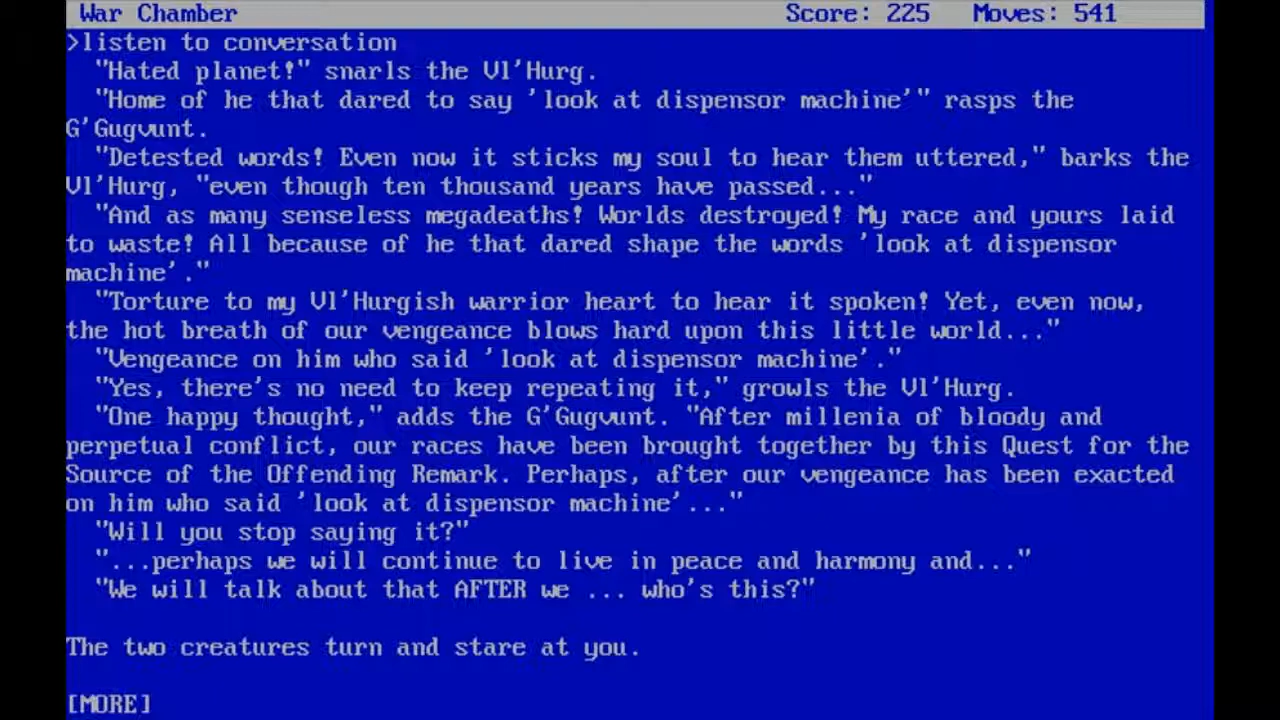 War Chamber Score: 225 Moves: 541
>listen to conversation
"Hated planet!" snarls the Vl'Hurg.
"Home of he that dared to say 'look at dispensor machine'" rasps the
G'Gugvunt.
"Detested words! Even now it sticks my soul to hear them uttered," barks the
Vl'Hurg, "even though ten thousand years have passed..."
"And as many senseless megadeaths! Worlds destroyed! My race and yours laid
to waste! All because of he that dared shape the words 'look at dispensor
machine'."
"Torture to my Vl'Hurgish warrior heart to hear it spoken! Yet, even now,
the hot breath of our vengeance blows hard upon this little world..."
"Vengeance on him who said 'look at dispensor machine'."
"Yes, there's no need to keep repeating it," growls the Vl'Hurg.
"One happy thought," adds the G'Gugvunt. "After millenia of bloody and
perpetual conflict, our races have been brought together by this Quest for the
Source of the Offending Remark. Perhaps, after our vengeance has been exacted
on him who said 'look at dispensor machine'..."
"Will you stop saying it?"
"...perhaps we will continue to live in peace and harmony and..."
"We will talk about that AFTER we ... who's this?"
The two creatures turn and stare at you.
[MORE]